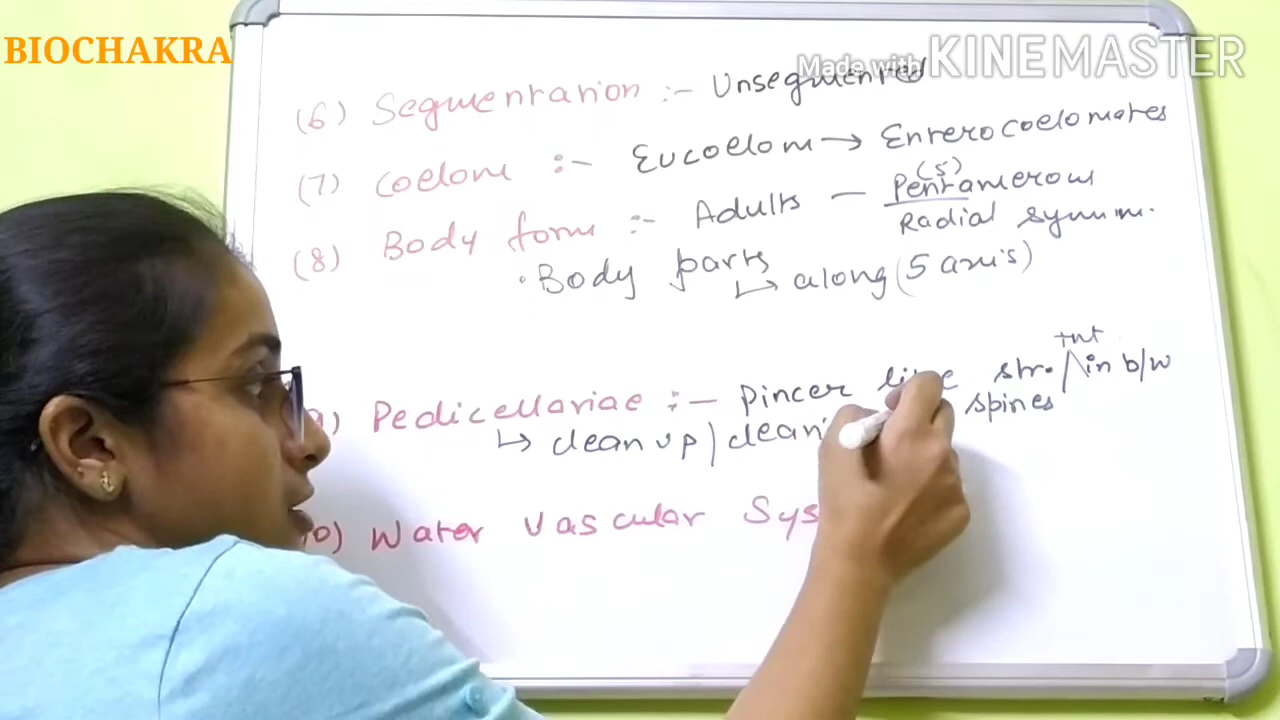 BIOCHAKRA
Made with KINEMASTER
(6) Segmentation :- Unsegmented
(7) Coelom :- Eucoelom → Enterocoelomates
(5)
(8) Body form :- Adults — Pentamerous
Radial symm.
• Body parts
↳ along (5 axis)
) Pedicellariae :- Pincer like str. / in b/w
spines
↳ clean up / clean
0) Water Vascular Sys